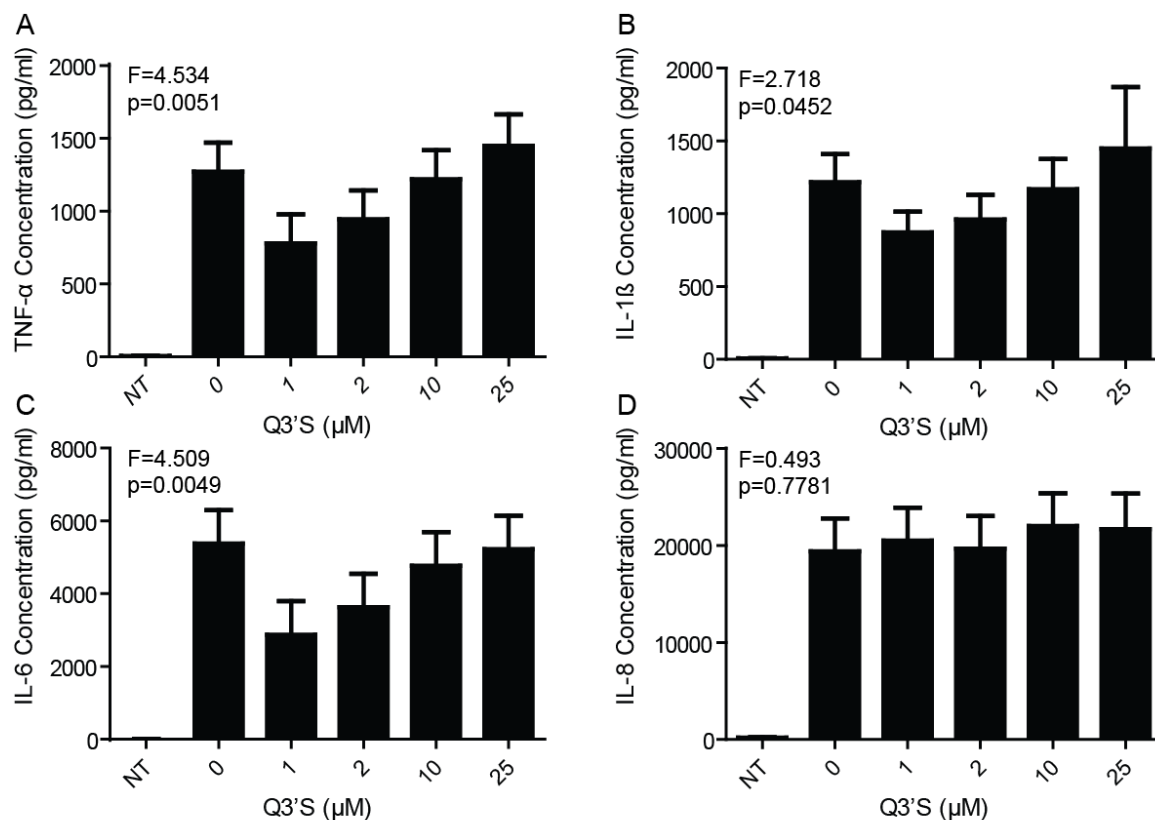 A
TNF-α Concentration (pg/ml)
2000
1500
1000
500
0
F=4.534
p=0.0051
NT
0
1
2
10
25
Q3'S (µM)
B
IL-1ß Concentration (pg/ml)
2000
1500
1000
500
0
F=2.718
p=0.0452
NT
0
1
2
10
25
Q3'S (µM)
C
IL-6 Concentration (pg/ml)
8000
6000
4000
2000
0
F=4.509
p=0.0049
NT
0
1
2
10
25
Q3'S (µM)
D
IL-8 Concentration (pg/ml)
30000
20000
10000
0
F=0.493
p=0.7781
NT
0
1
2
10
25
Q3'S (µM)